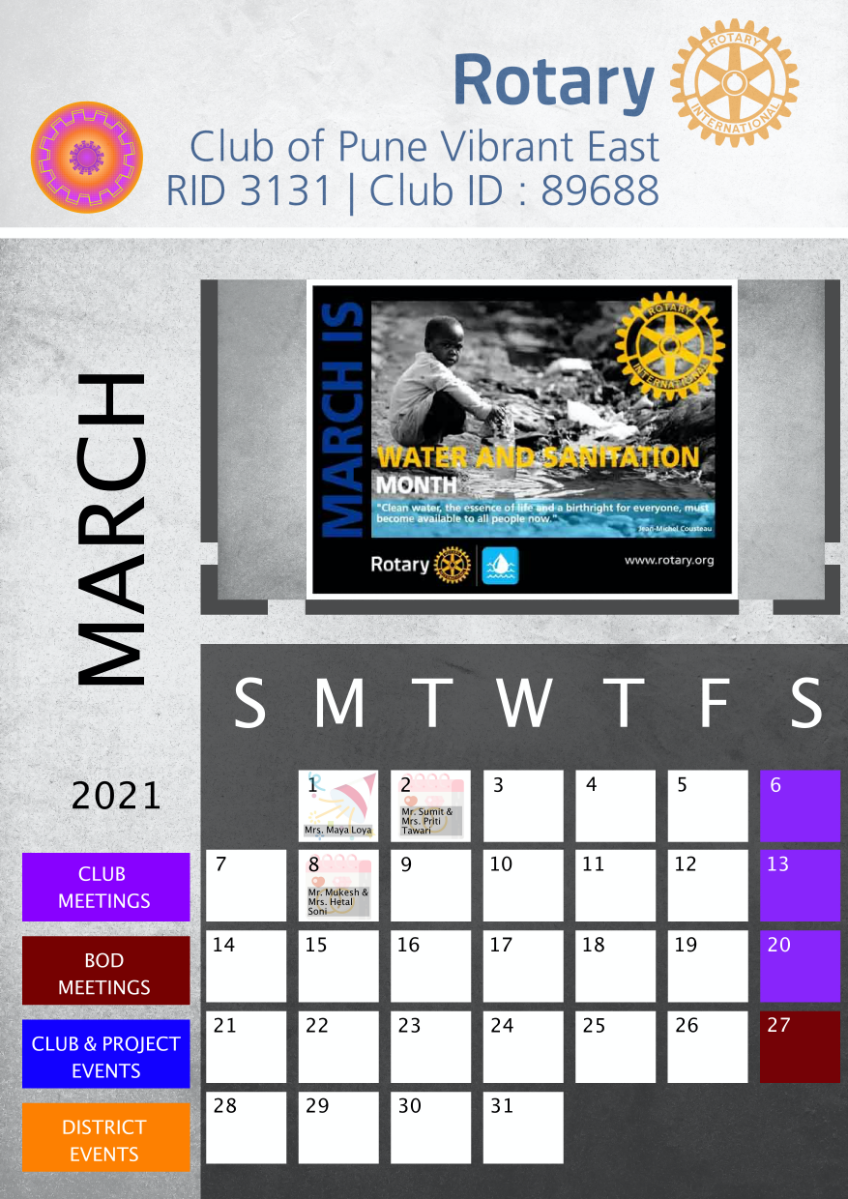 Rotary
ROTARY
INTERNATIONAL
Club of Pune Vibrant East
RID 3131 | Club ID : 89688
MARCH
MARCH IS
ROTARY
INTERNATIONAL
WATER AND SANITATION
MONTH
"Clean water, the essence of life and a birthright for everyone, must
become available to all people now."
Jean-Michel Cousteau
Rotary
www.rotary.org
S M T W T F S
2021
1 2 3 4 5 6
Mrs. Maya Loya
Mr. Sumit &
Mrs. Priti
Tawari
7 8 9 10 11 12 13
Mr. Mukesh &
Mrs. Hetal
Soni
14 15 16 17 18 19 20
21 22 23 24 25 26 27
28 29 30 31
CLUB
MEETINGS
BOD
MEETINGS
CLUB & PROJECT
EVENTS
DISTRICT
EVENTS